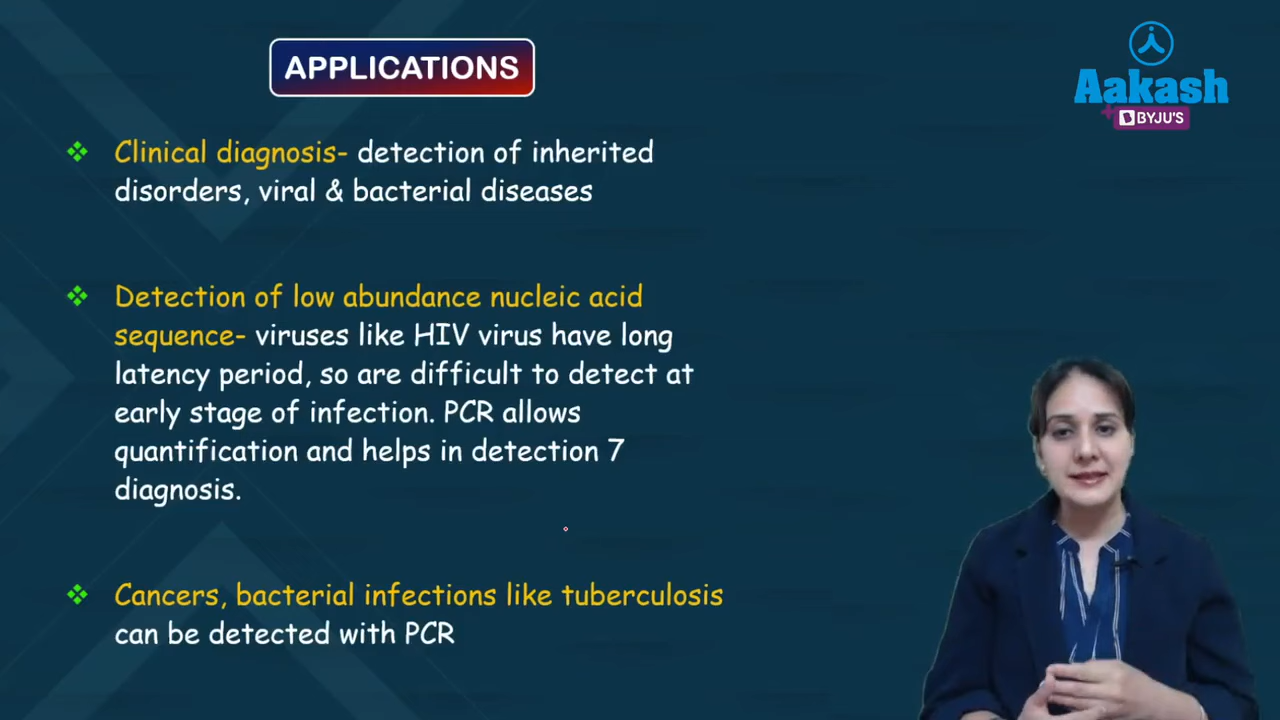 APPLICATIONS
Aakash
BYJU'S
Clinical diagnosis- detection of inherited
disorders, viral & bacterial diseases
Detection of low abundance nucleic acid
sequence- viruses like HIV virus have long
latency period, so are difficult to detect at
early stage of infection. PCR allows
quantification and helps in detection 7
diagnosis.
Cancers, bacterial infections like tuberculosis
can be detected with PCR